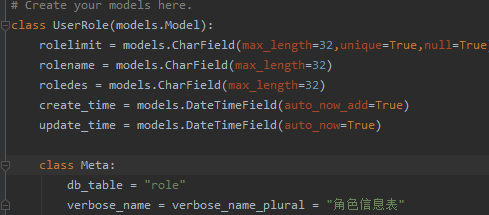 # Create your models here.
class UserRole(models.Model):
rolelimit = models.CharField(max_length=32,unique=True,null=True
rolename = models.CharField(max_length=32)
roledes = models.CharField(max_length=32)
create_time = models.DateTimeField(auto_now_add=True)
update_time = models.DateTimeField(auto_now=True)
class Meta:
db_table = "role"
verbose_name = verbose_name_plural = "角色信息表"